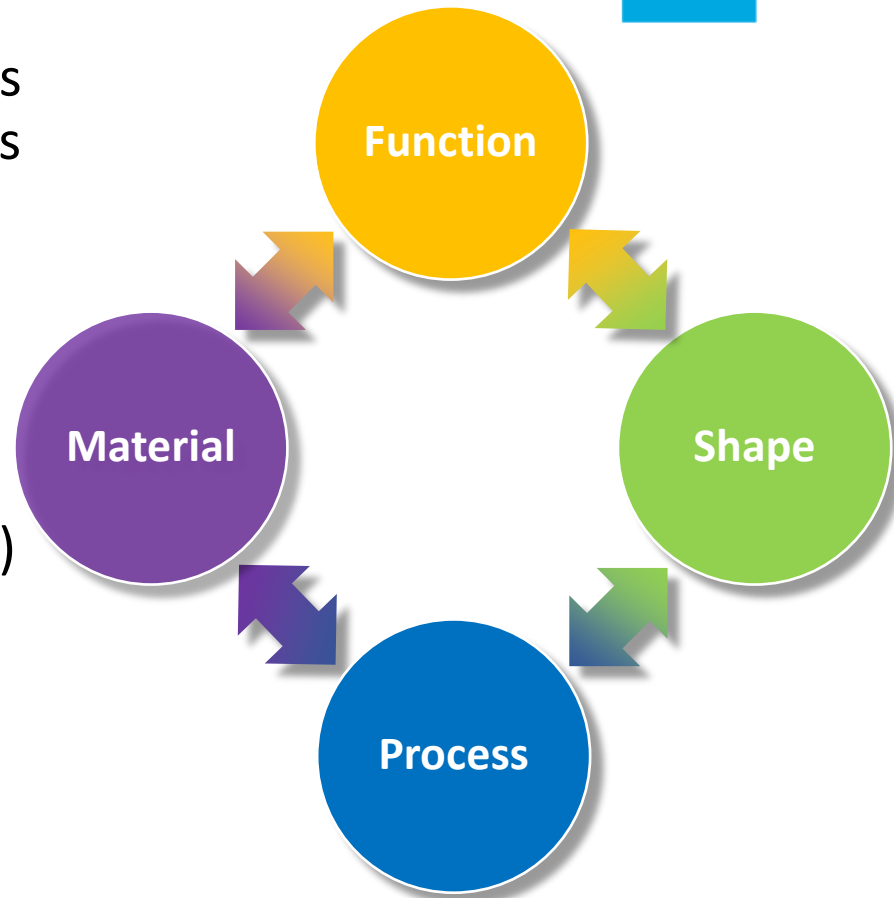 s
s
Function
Material
Shape
)
Process